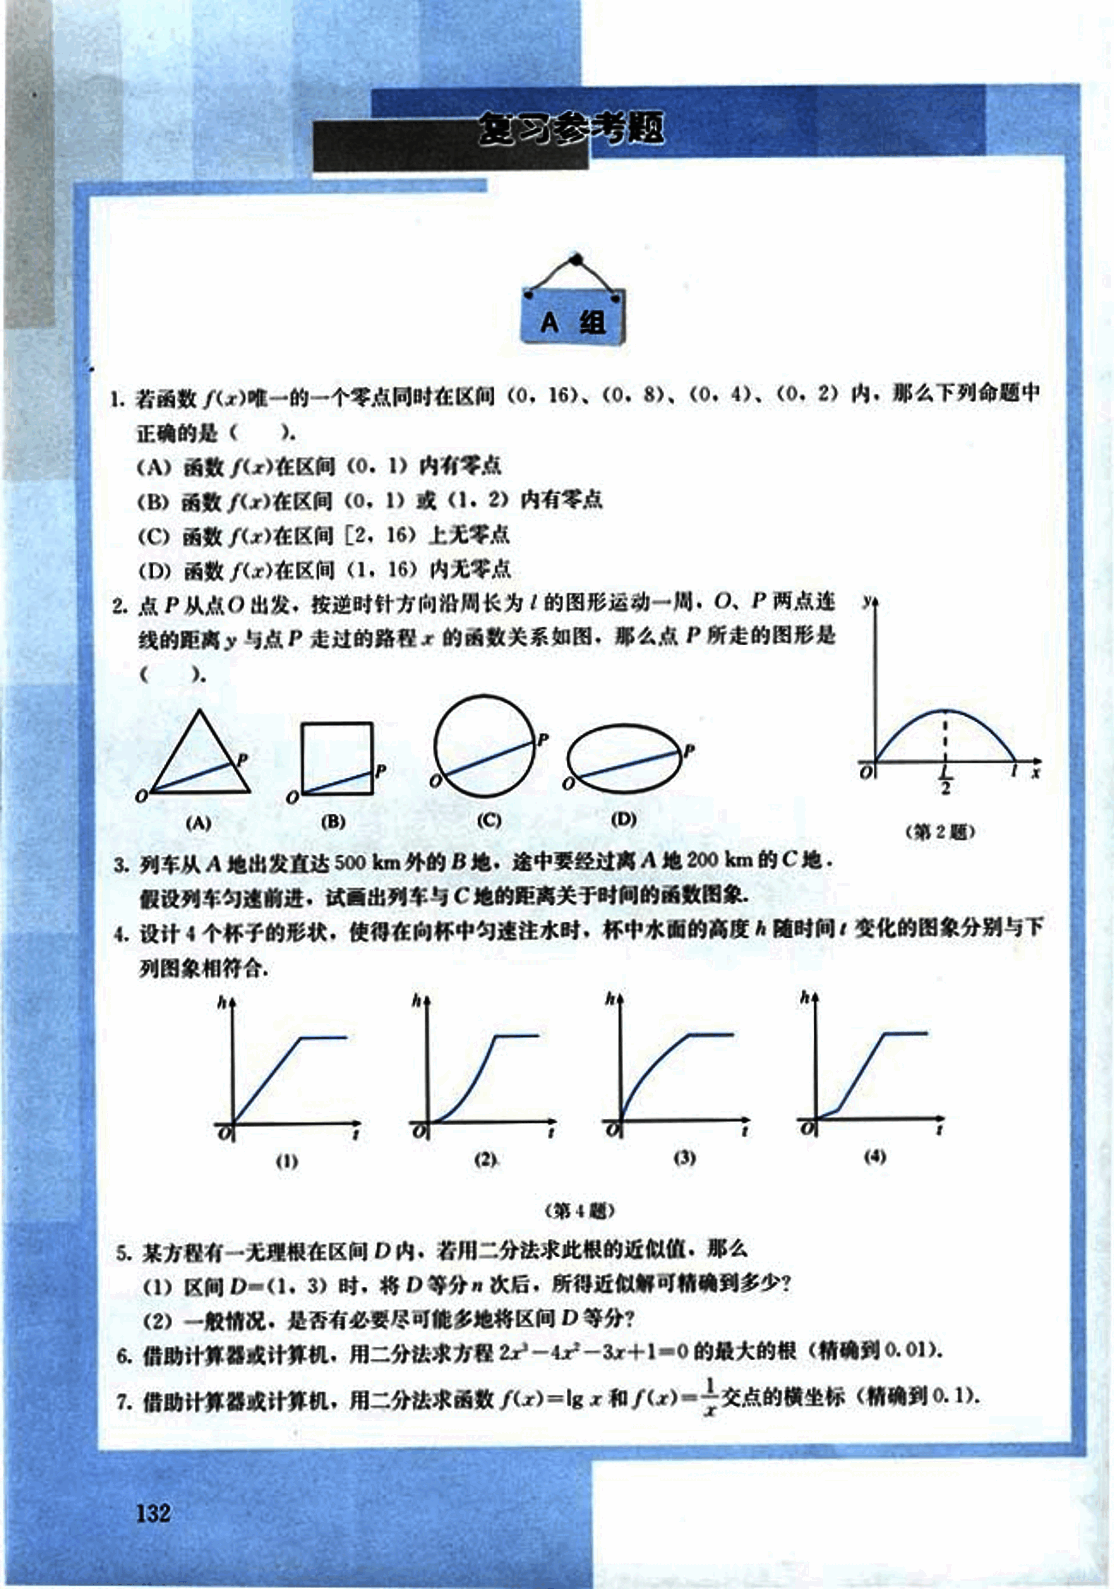 复习参考题
A 组
1. 若函数 f(x)唯一的一个零点同时在区间（0，16）、（0，8）、（0，4）、（0，2）内，那么下列命题中
正确的是（　　）.
（A）函数 f(x)在区间（0，1）内有零点
（B）函数 f(x)在区间（0，1）或（1，2）内有零点
（C）函数 f(x)在区间［2，16）上无零点
（D）函数 f(x)在区间（1，16）内无零点
2. 点 P 从点 O 出发，按逆时针方向沿周长为 l 的图形运动一周，O、P 两点连
线的距离 y 与点 P 走过的路程 x 的函数关系如图，那么点 P 所走的图形是
（　　）.
y
O l/2 l x
P P P P
O O O O
(A) (B) (C) (D)
（第 2 题）
3. 列车从 A 地出发直达 500 km 外的 B 地，途中要经过离 A 地 200 km 的 C 地.
假设列车匀速前进，试画出列车与 C 地的距离关于时间的函数图象.
4. 设计 4 个杯子的形状，使得在向杯中匀速注水时，杯中水面的高度 h 随时间 t 变化的图象分别与下
列图象相符合.
h h h h
O t O t O t O t
(1) (2) (3) (4)
（第 4 题）
5. 某方程有一无理根在区间 D 内，若用二分法求此根的近似值，那么
（1）区间 D=(1，3) 时，将 D 等分 n 次后，所得近似解可精确到多少?
（2）一般情况，是否有必要尽可能多地将区间 D 等分?
6. 借助计算器或计算机，用二分法求方程 2x³－4x²－3x＋1＝0 的最大的根（精确到 0.01）.
7. 借助计算器或计算机，用二分法求函数 f(x)＝lg x 和 f(x)＝1/x 交点的横坐标（精确到 0.1）.
132